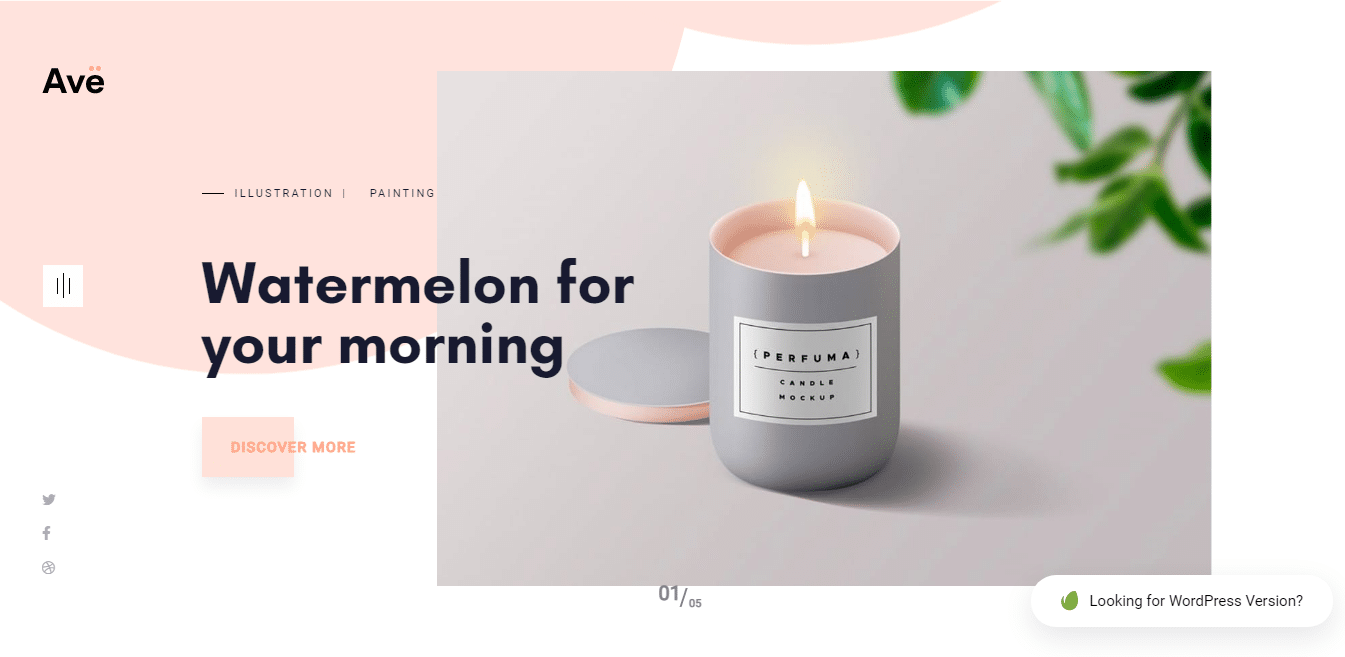 Avë
ILLUSTRATION | PAINTING
Watermelon for
your morning
DISCOVER MORE
{PERFUMA}
CANDLE
MOCKUP
01/05
Looking for WordPress Version?